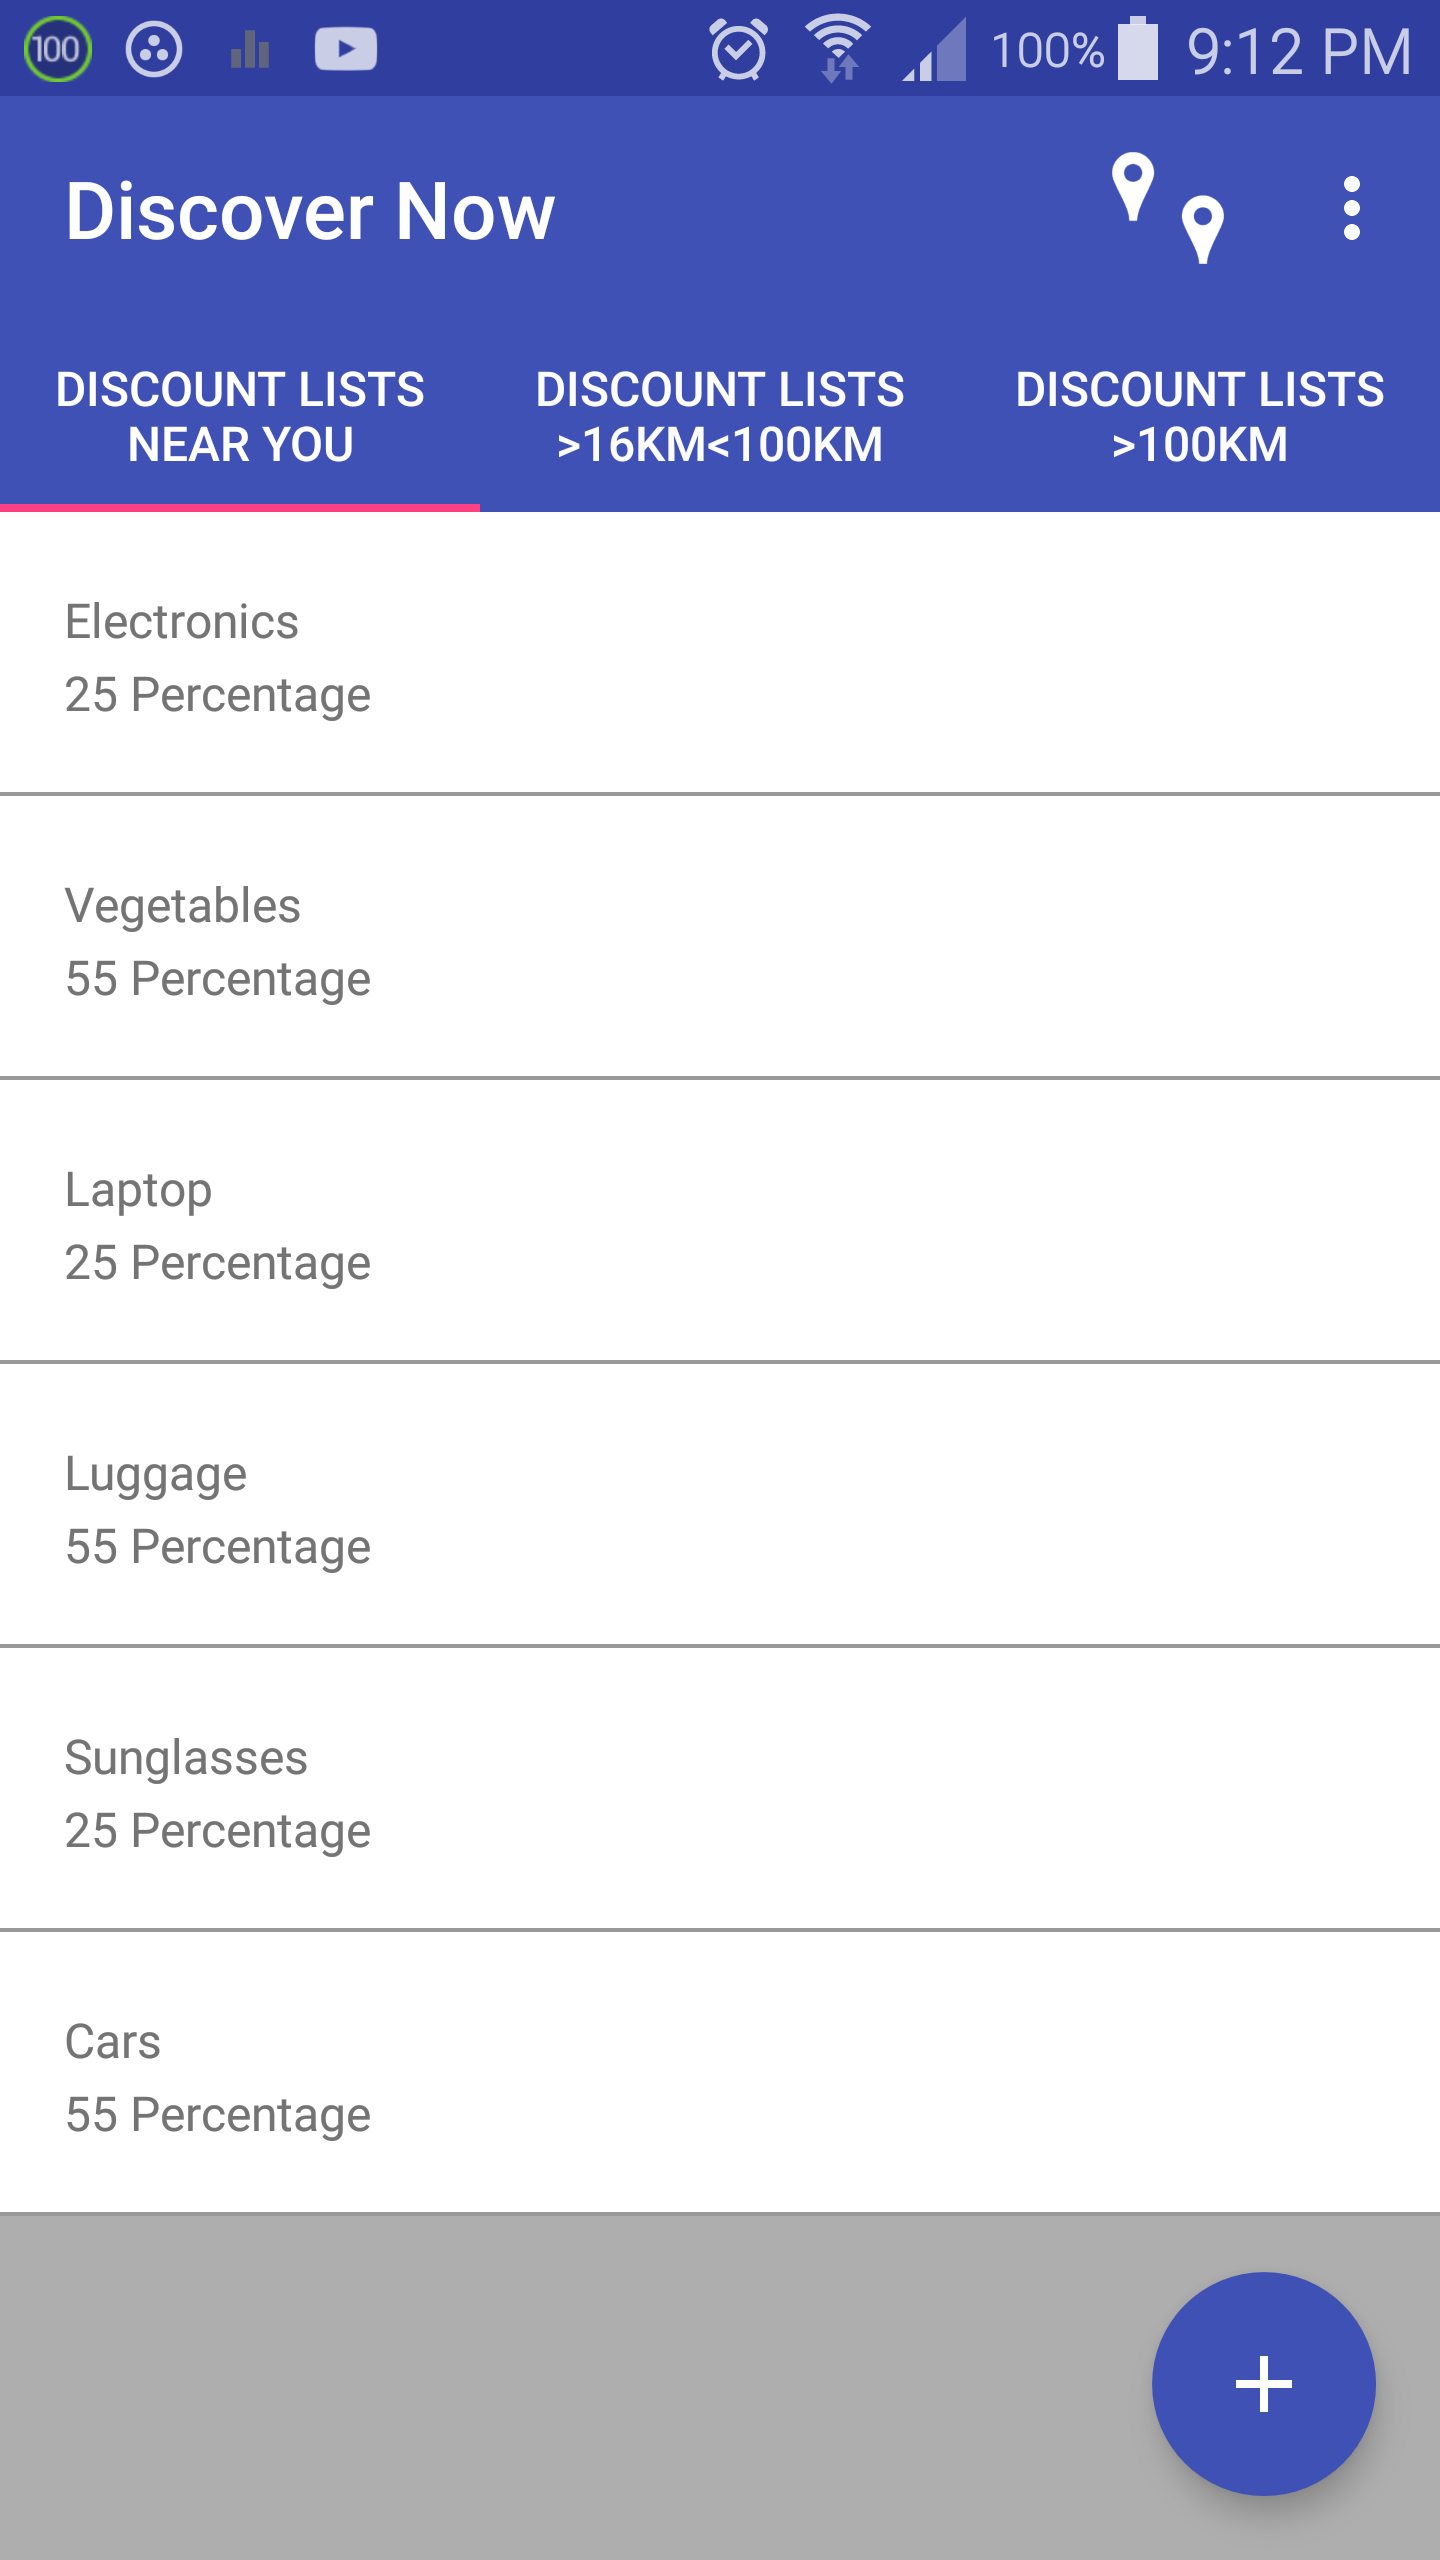 100
100% 9:12 PM
Discover Now
DISCOUNT LISTS
NEAR YOU
DISCOUNT LISTS
>16KM<100KM
DISCOUNT LISTS
>100KM
Electronics
25 Percentage
Vegetables
55 Percentage
Laptop
25 Percentage
Luggage
55 Percentage
Sunglasses
25 Percentage
Cars
55 Percentage